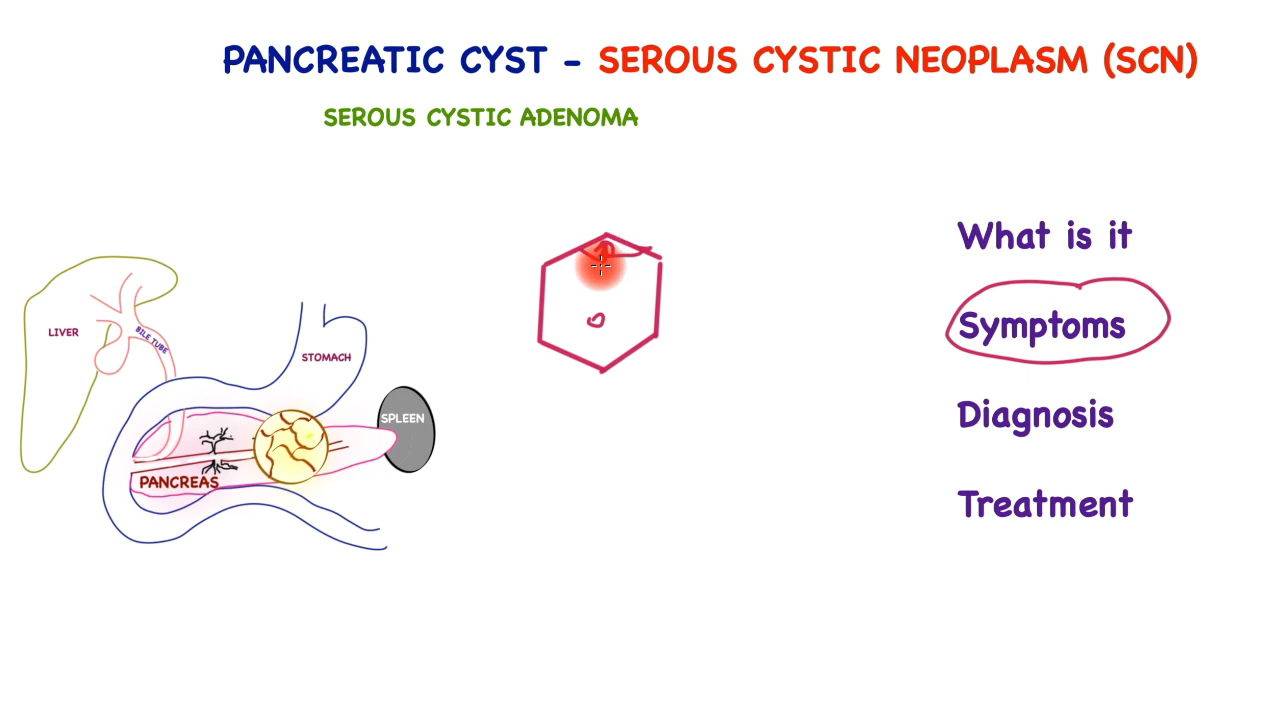 PANCREATIC CYST - SEROUS CYSTIC NEOPLASM (SCN)
SEROUS CYSTIC ADENOMA
What is it
Symptoms
Diagnosis
Treatment
LIVER
BILE TUBE
STOMACH
SPLEEN
PANCREAS